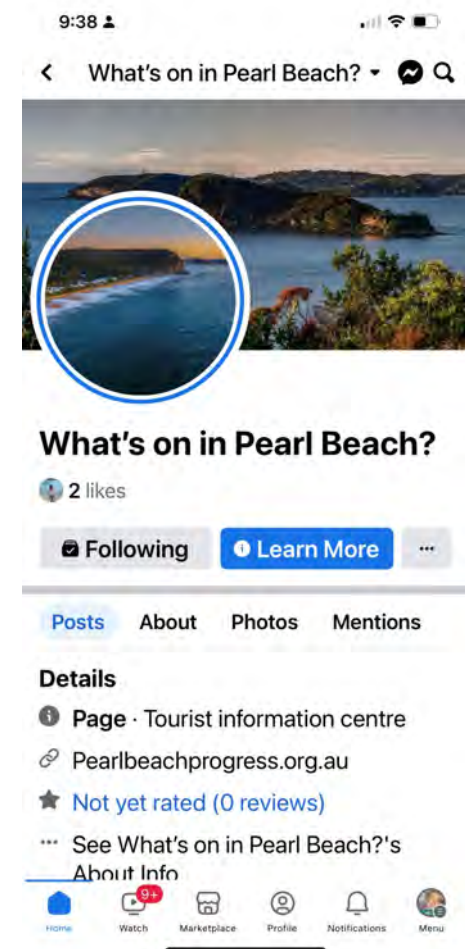 9:38
What's on in Pearl Beach?
What's on in Pearl Beach?
2 likes
Following
Learn More
Posts About Photos Mentions
Details
Page · Tourist information centre
Pearlbeachprogress.org.au
Not yet rated (0 reviews)
See What's on in Pearl Beach?'s
About Info
9+
Home Watch Marketplace Profile Notifications Menu